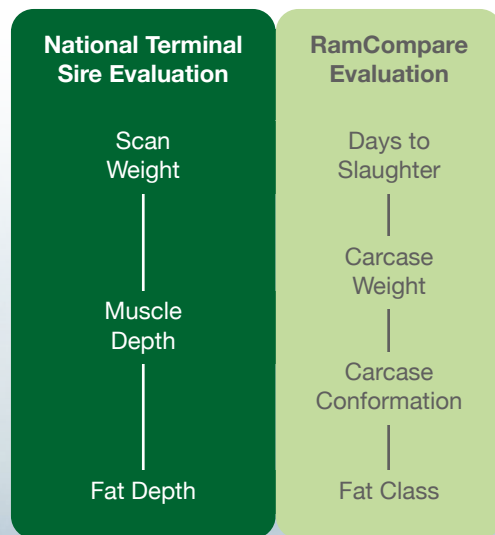 National Terminal
Sire Evaluation
Scan
Weight
Muscle
Depth
Fat Depth
RamCompare
Evaluation
Days to
Slaughter
Carcase
Weight
Carcase
Conformation
Fat Class